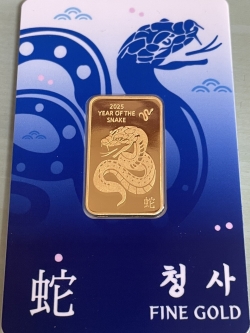 2025
YEAR OF THE
SNAKE
蛇
蛇
청 사
FINE GOLD